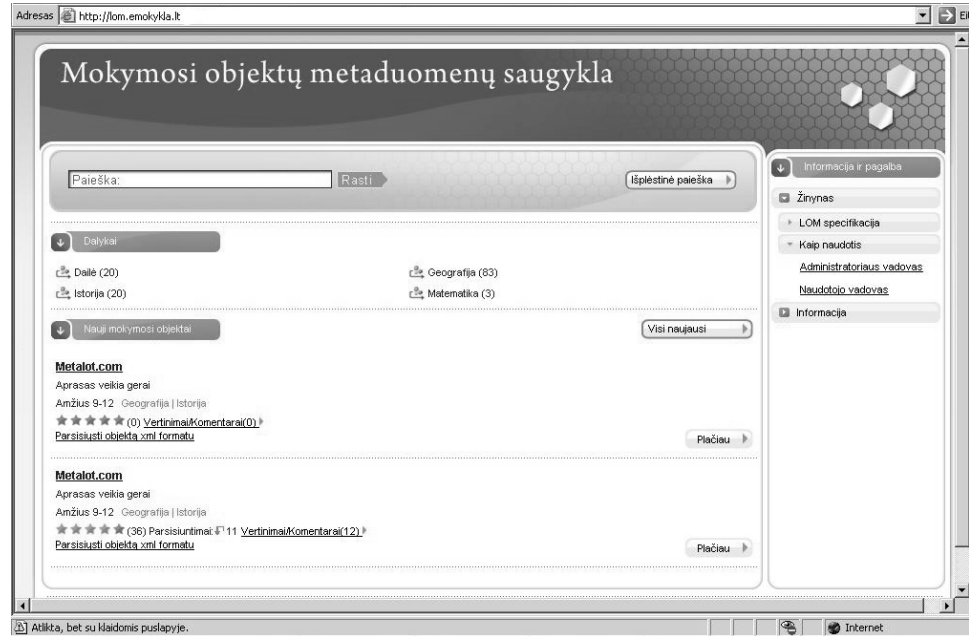 Adresas http://lom.emokykla.lt
Mokymosi objektų metaduomenų saugykla
Paieška: Rasti Išplėstinė paieška
Dalykai
Dailė (20) Geografija (83)
Istorija (20) Matematika (3)
Nauji mokymosi objektai Visi naujausi
Metalot.com
Aprasas veikia gerai
Amžius 9-12 Geografija | Istorija
(0) Vertinimai/Komentarai(0)
Parsisiųsti objektą xml formatu
Plačiau
Metalot.com
Aprasas veikia gerai
Amžius 9-12 Geografija | Istorija
(36) Parsisiuntimai: 11 Vertinimai/Komentarai(12)
Parsisiųsti objektą xml formatu
Plačiau
Informacija ir pagalba
Žinynas
LOM specifikacija
Kaip naudotis
Administratoriaus vadovas
Naudotojo vadovas
Informacija
Atlikta, bet su klaidomis puslapyje. Internet